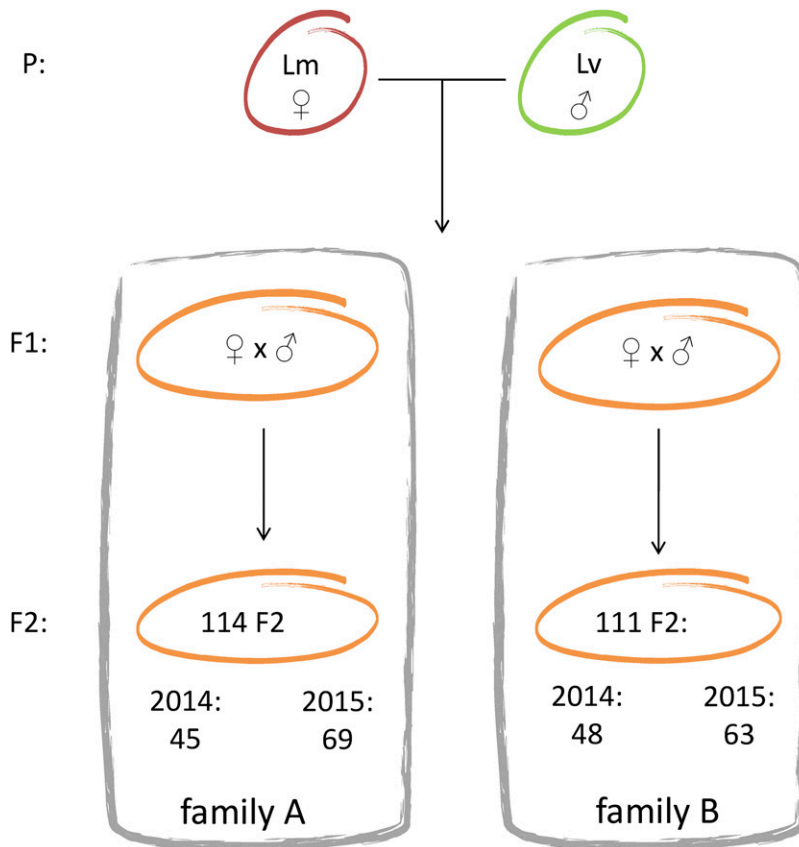 P: Lm Lv
♀ ♂
F1: ♀ x ♂ ♀ x ♂
F2: 114 F2 111 F2:
2014: 2015: 2014: 2015:
45 69 48 63
family A family B